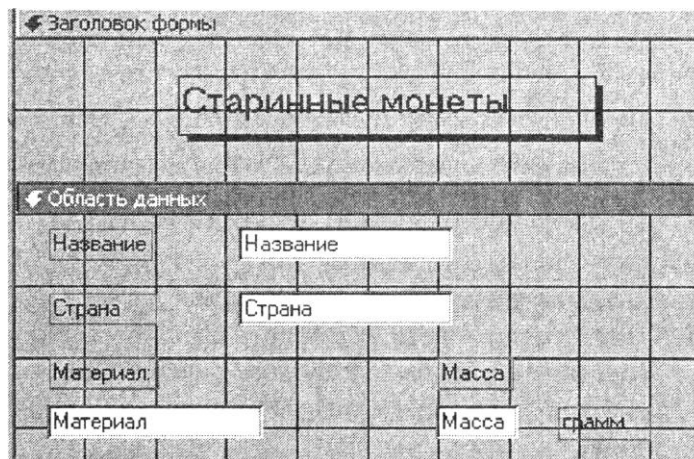 Заголовок формы
Старинные монеты
Область данных
Название Название
Страна Страна
Материал: Масса
Материал Масса грамм